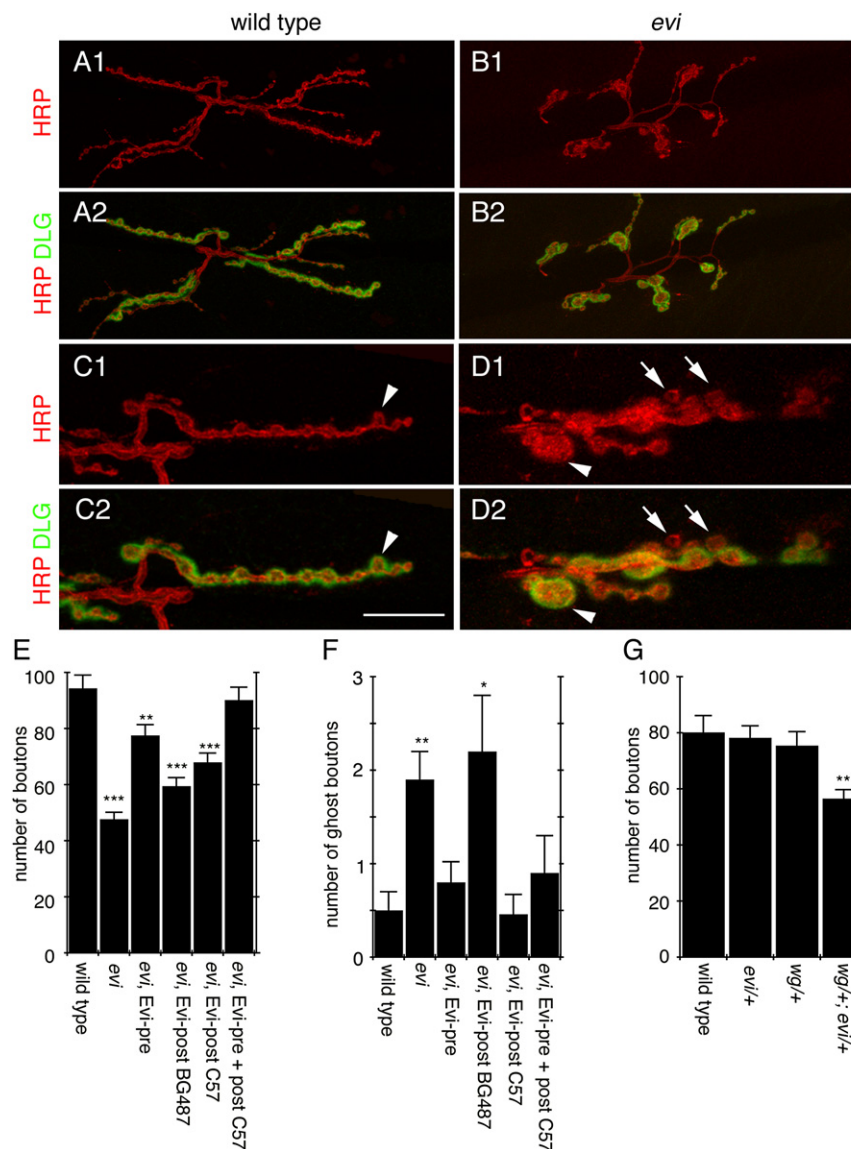 wild type
evi
HRP
A1
B1
HRP DLG
A2
B2
HRP
C1
D1
HRP DLG
C2
D2
E
number of boutons
100
80
60
40
20
0
***
**
***
***
wild type
evi
evi, Evi-pre
evi, Evi-post BG487
evi, Evi-post C57
evi, Evi-pre + post C57
F
number of ghost boutons
3
2
1
0
**
*
wild type
evi
evi, Evi-pre
evi, Evi-post BG487
evi, Evi-post C57
evi, Evi-pre + post C57
G
number of boutons
100
80
60
40
20
0
**
wild type
evi/+
wg/+
wg/+; evi/+